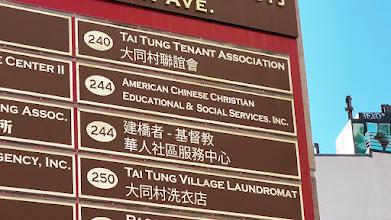 AVE.
240 TAI TUNG TENANT ASSOCIATION
大同村聯誼會
E CENTER II
244 AMERICAN CHINESE CHRISTIAN
EDUCATIONAL & SOCIAL SERVICES, INC.
NG ASSOC.
所
244 建橋者 - 基督教
華人社區服務中心
GENCY, INC.
250 TAI TUNG VILLAGE LAUNDROMAT
大同村洗衣店